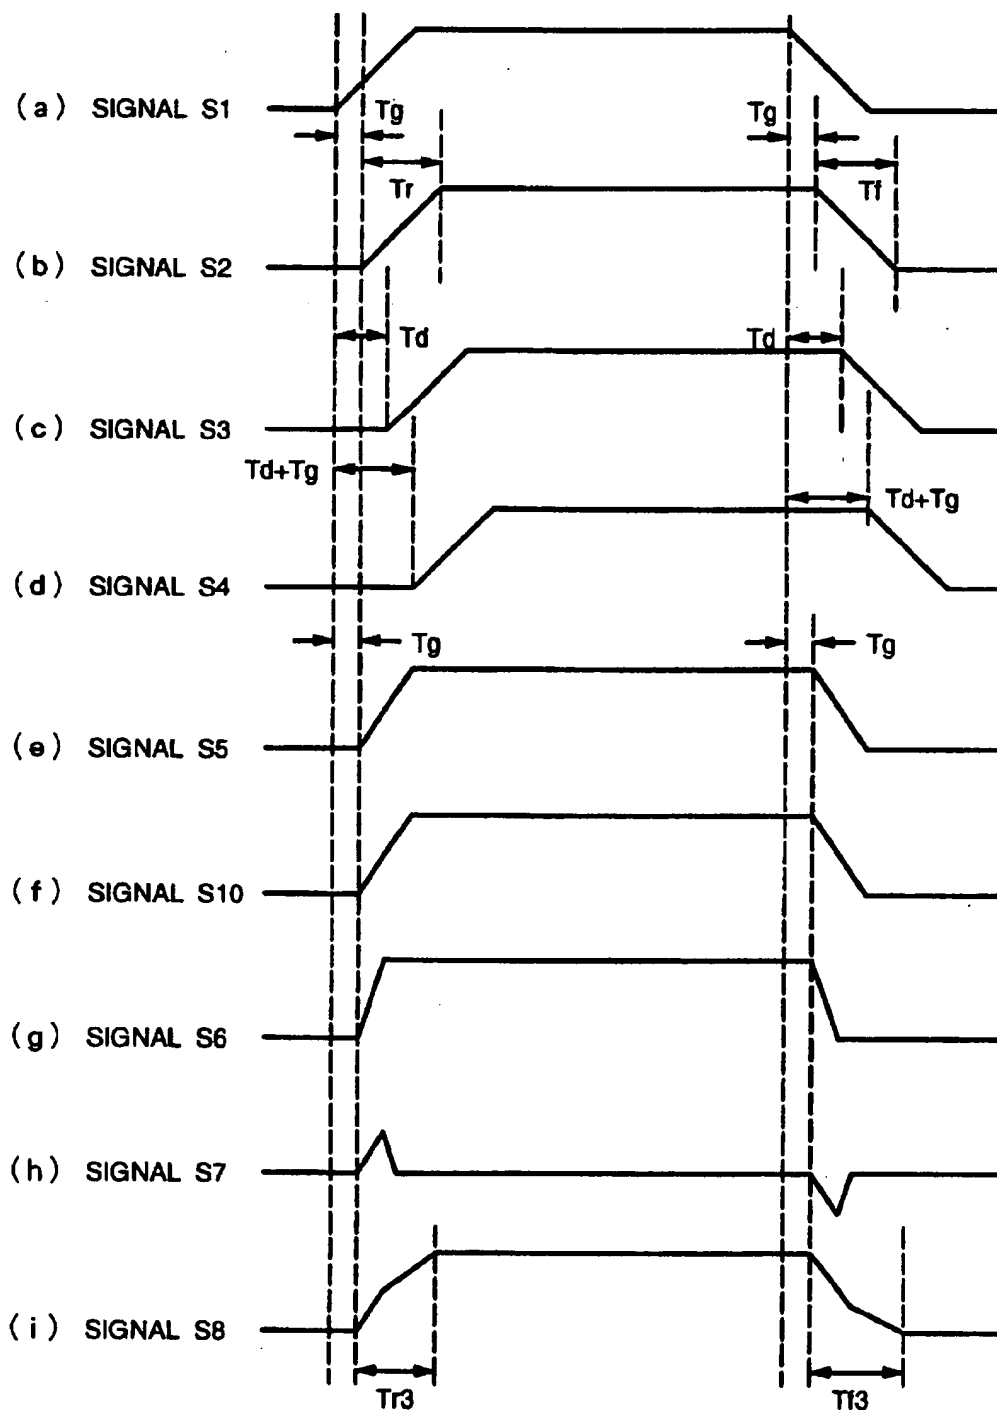 (a) SIGNAL S1
Tg
Tg
Tr
Tf
(b) SIGNAL S2
Td
Td
(c) SIGNAL S3
Td+Tg
Td+Tg
(d) SIGNAL S4
Tg
Tg
(e) SIGNAL S5
(f) SIGNAL S10
(g) SIGNAL S6
(h) SIGNAL S7
(i) SIGNAL S8
Tr3
Tf3